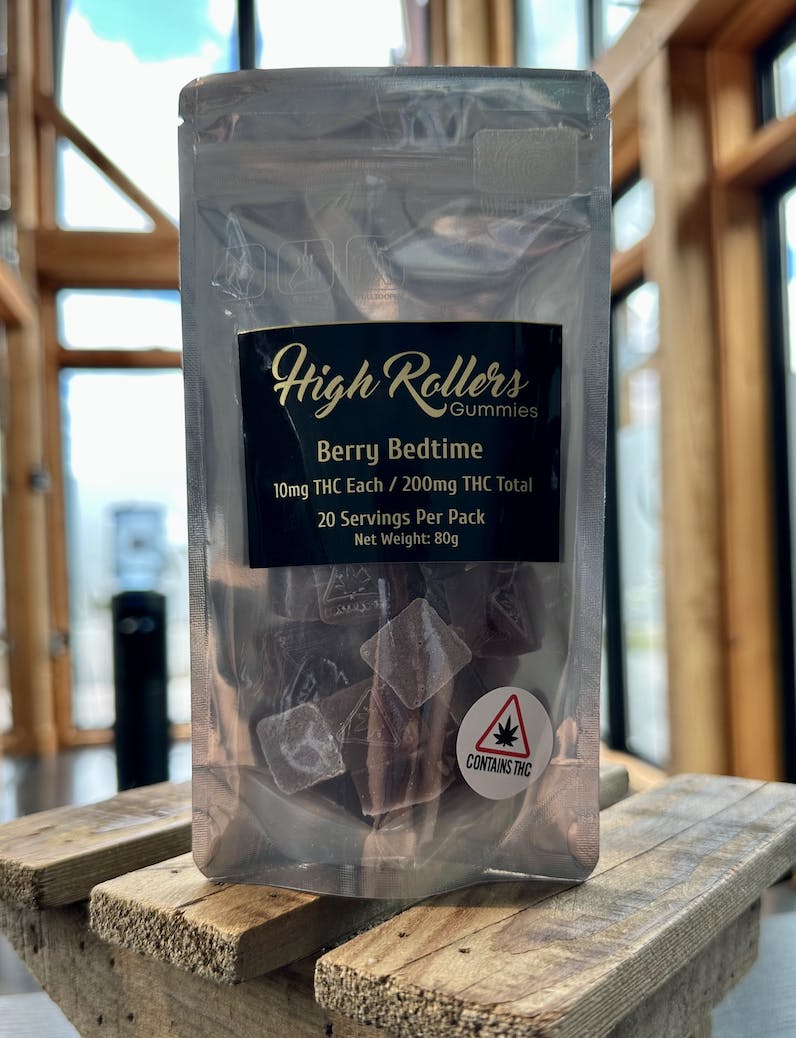 High Rollers
Gummies
Berry Bedtime
10mg THC Each / 200mg THC Total
20 Servings Per Pack
Net Weight: 80g
CONTAINS THC